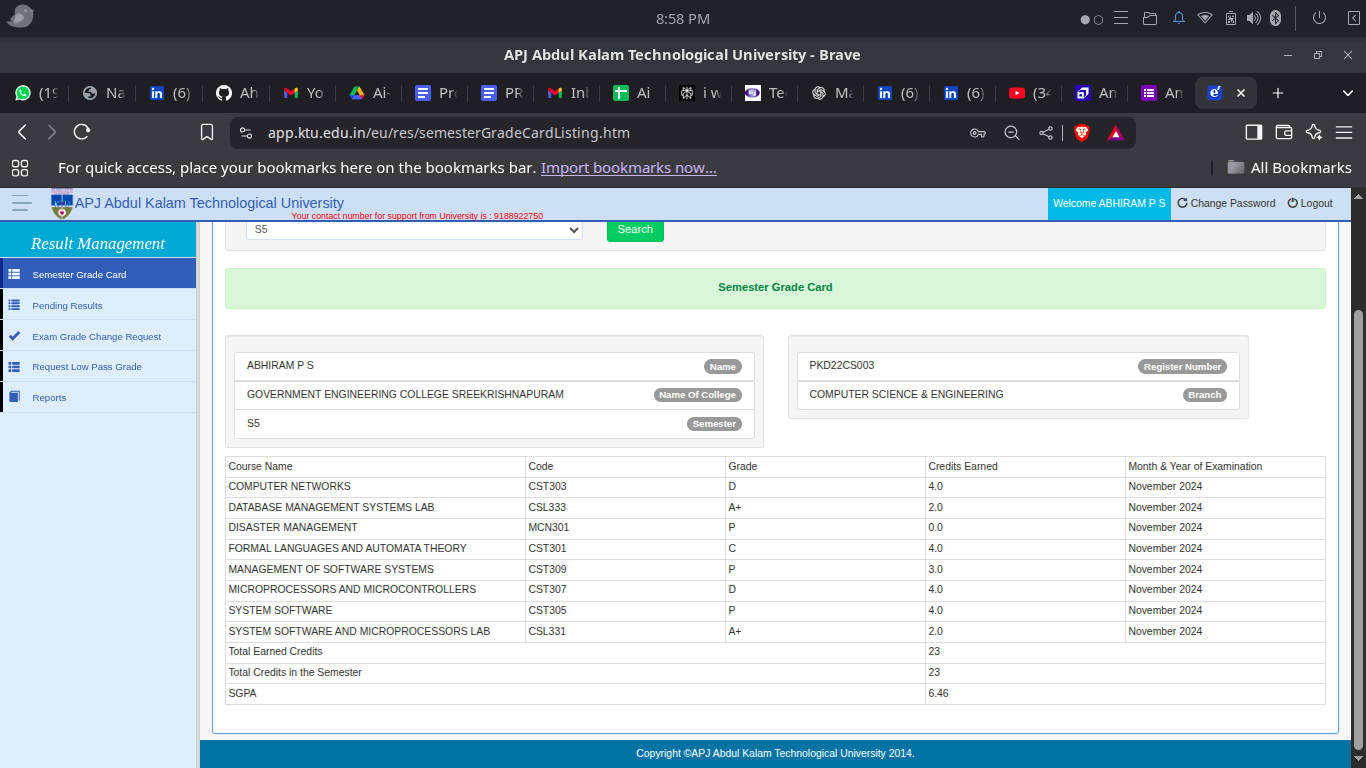 8:58 PM
APJ Abdul Kalam Technological University - Brave
(19 Na (6) Ah Yo Ai- Pr PR In Ai i w Te Ma (6) (6) (34 An An
app.ktu.edu.in/eu/res/semesterGradeCardListing.htm
For quick access, place your bookmarks here on the bookmarks bar. Import bookmarks now... All Bookmarks
APJ Abdul Kalam Technological University
Your contact number for support from University is : 9188922750
Welcome ABHIRAM P S Change Password Logout
Result Management
Semester Grade Card
Pending Results
Exam Grade Change Request
Request Low Pass Grade
Reports
S5 Search
Semester Grade Card
ABHIRAM P S Name
GOVERNMENT ENGINEERING COLLEGE SREEKRISHNAPURAM Name Of College
S5 Semester
PKD22CS003 Register Number
COMPUTER SCIENCE & ENGINEERING Branch
Course Name Code Grade Credits Earned Month & Year of Examination
COMPUTER NETWORKS CST303 D 4.0 November 2024
DATABASE MANAGEMENT SYSTEMS LAB CSL333 A+ 2.0 November 2024
DISASTER MANAGEMENT MCN301 P 0.0 November 2024
FORMAL LANGUAGES AND AUTOMATA THEORY CST301 C 4.0 November 2024
MANAGEMENT OF SOFTWARE SYSTEMS CST309 P 3.0 November 2024
MICROPROCESSORS AND MICROCONTROLLERS CST307 D 4.0 November 2024
SYSTEM SOFTWARE CST305 P 4.0 November 2024
SYSTEM SOFTWARE AND MICROPROCESSORS LAB CSL331 A+ 2.0 November 2024
Total Earned Credits 23
Total Credits in the Semester 23
SGPA 6.46
Copyright ©APJ Abdul Kalam Technological University 2014.